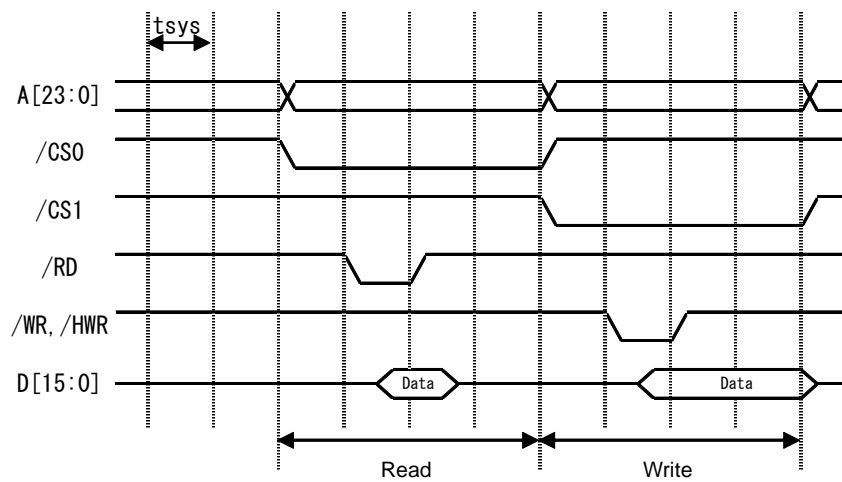 tsys
A[23:0]
/CS0
/CS1
/RD
/WR, /HWR
D[15:0]
Data
Data
Read
Write